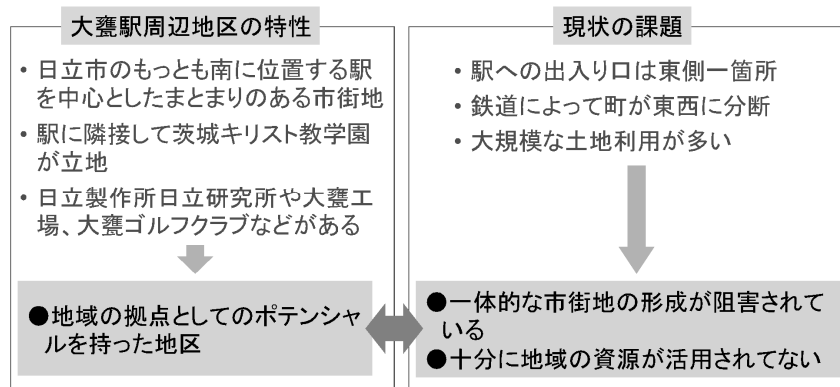 大甕駅周辺地区の特性
・日立市のもっとも南に位置する駅
を中心としたまとまりのある市街地
・駅に隣接して茨城キリスト教学園
が立地
・日立製作所日立研究所や大甕工
場、大甕ゴルフクラブなどがある
●地域の拠点としてのポテンシャ
ルを持った地区
現状の課題
・駅への出入り口は東側一箇所
・鉄道によって町が東西に分断
・大規模な土地利用が多い
●一体的な市街地の形成が阻害されて
いる
●十分に地域の資源が活用されてない